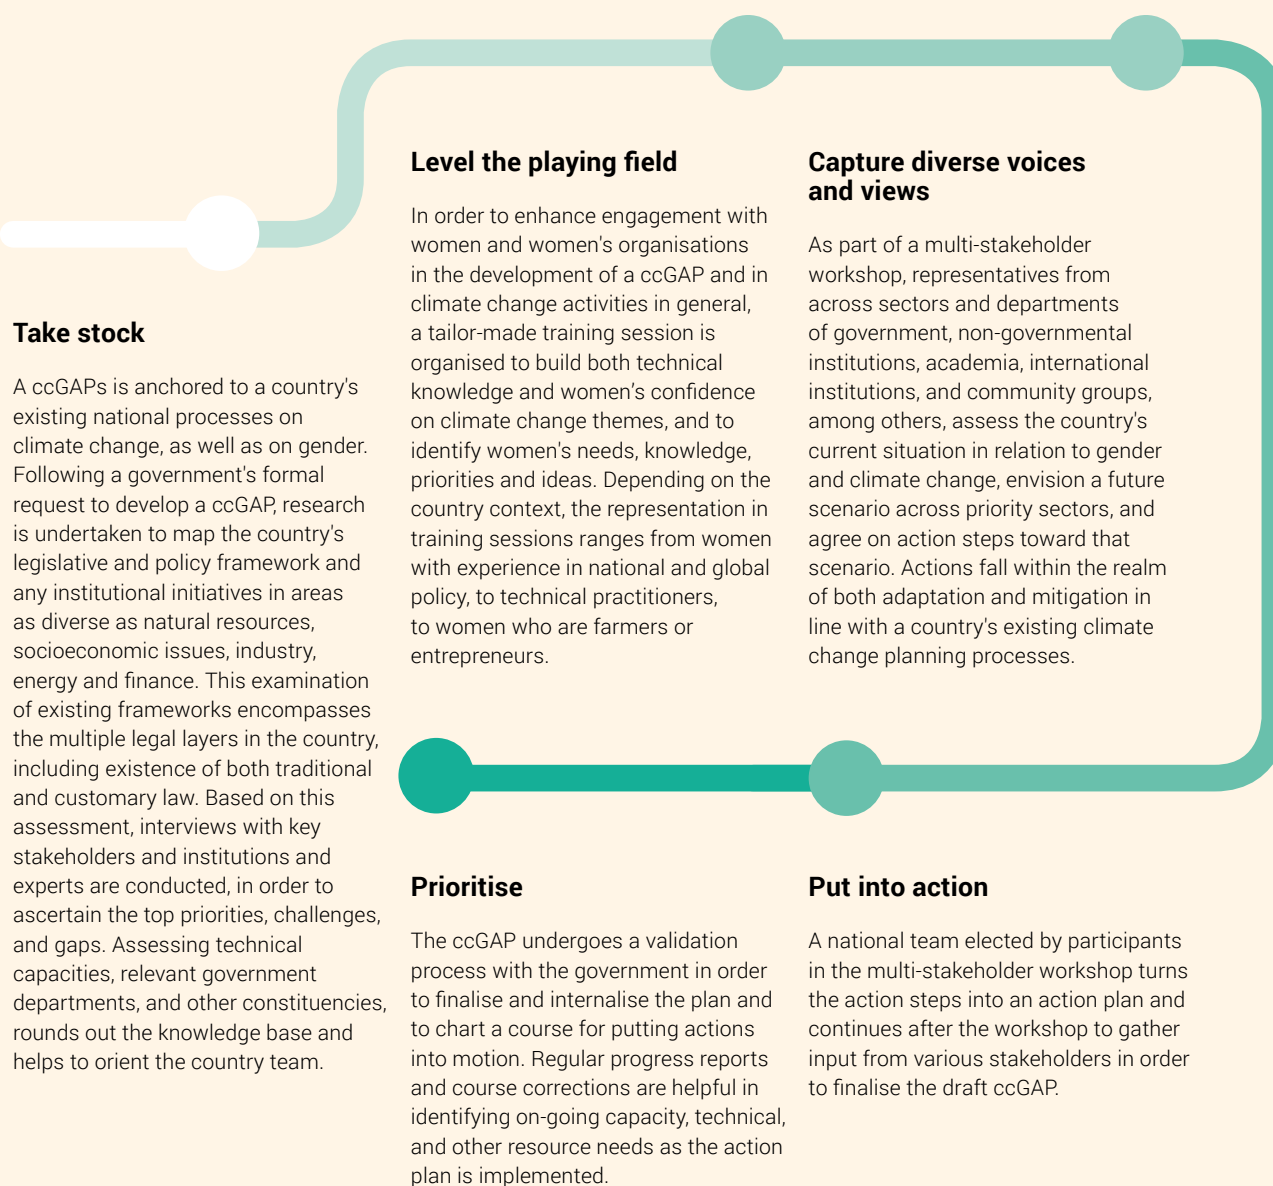 Take stock
A ccGAPs is anchored to a country's
existing national processes on
climate change, as well as on gender.
Following a government's formal
request to develop a ccGAP, research
is undertaken to map the country's
legislative and policy framework and
any institutional initiatives in areas
as diverse as natural resources,
socioeconomic issues, industry,
energy and finance. This examination
of existing frameworks encompasses
the multiple legal layers in the country,
including existence of both traditional
and customary law. Based on this
assessment, interviews with key
stakeholders and institutions and
experts are conducted, in order to
ascertain the top priorities, challenges,
and gaps. Assessing technical
capacities, relevant government
departments, and other constituencies,
rounds out the knowledge base and
helps to orient the country team.
Level the playing field
In order to enhance engagement with
women and women's organisations
in the development of a ccGAP and in
climate change activities in general,
a tailor-made training session is
organised to build both technical
knowledge and women’s confidence
on climate change themes, and to
identify women's needs, knowledge,
priorities and ideas. Depending on the
country context, the representation in
training sessions ranges from women
with experience in national and global
policy, to technical practitioners,
to women who are farmers or
entrepreneurs.
Capture diverse voices
and views
As part of a multi-stakeholder
workshop, representatives from
across sectors and departments
of government, non-governmental
institutions, academia, international
institutions, and community groups,
among others, assess the country's
current situation in relation to gender
and climate change, envision a future
scenario across priority sectors, and
agree on action steps toward that
scenario. Actions fall within the realm
of both adaptation and mitigation in
line with a country's existing climate
change planning processes.
Put into action
A national team elected by participants
in the multi-stakeholder workshop turns
the action steps into an action plan and
continues after the workshop to gather
input from various stakeholders in order
to finalise the draft ccGAP.
Prioritise
The ccGAP undergoes a validation
process with the government in order
to finalise and internalise the plan and
to chart a course for putting actions
into motion. Regular progress reports
and course corrections are helpful in
identifying on-going capacity, technical,
and other resource needs as the action
plan is implemented.